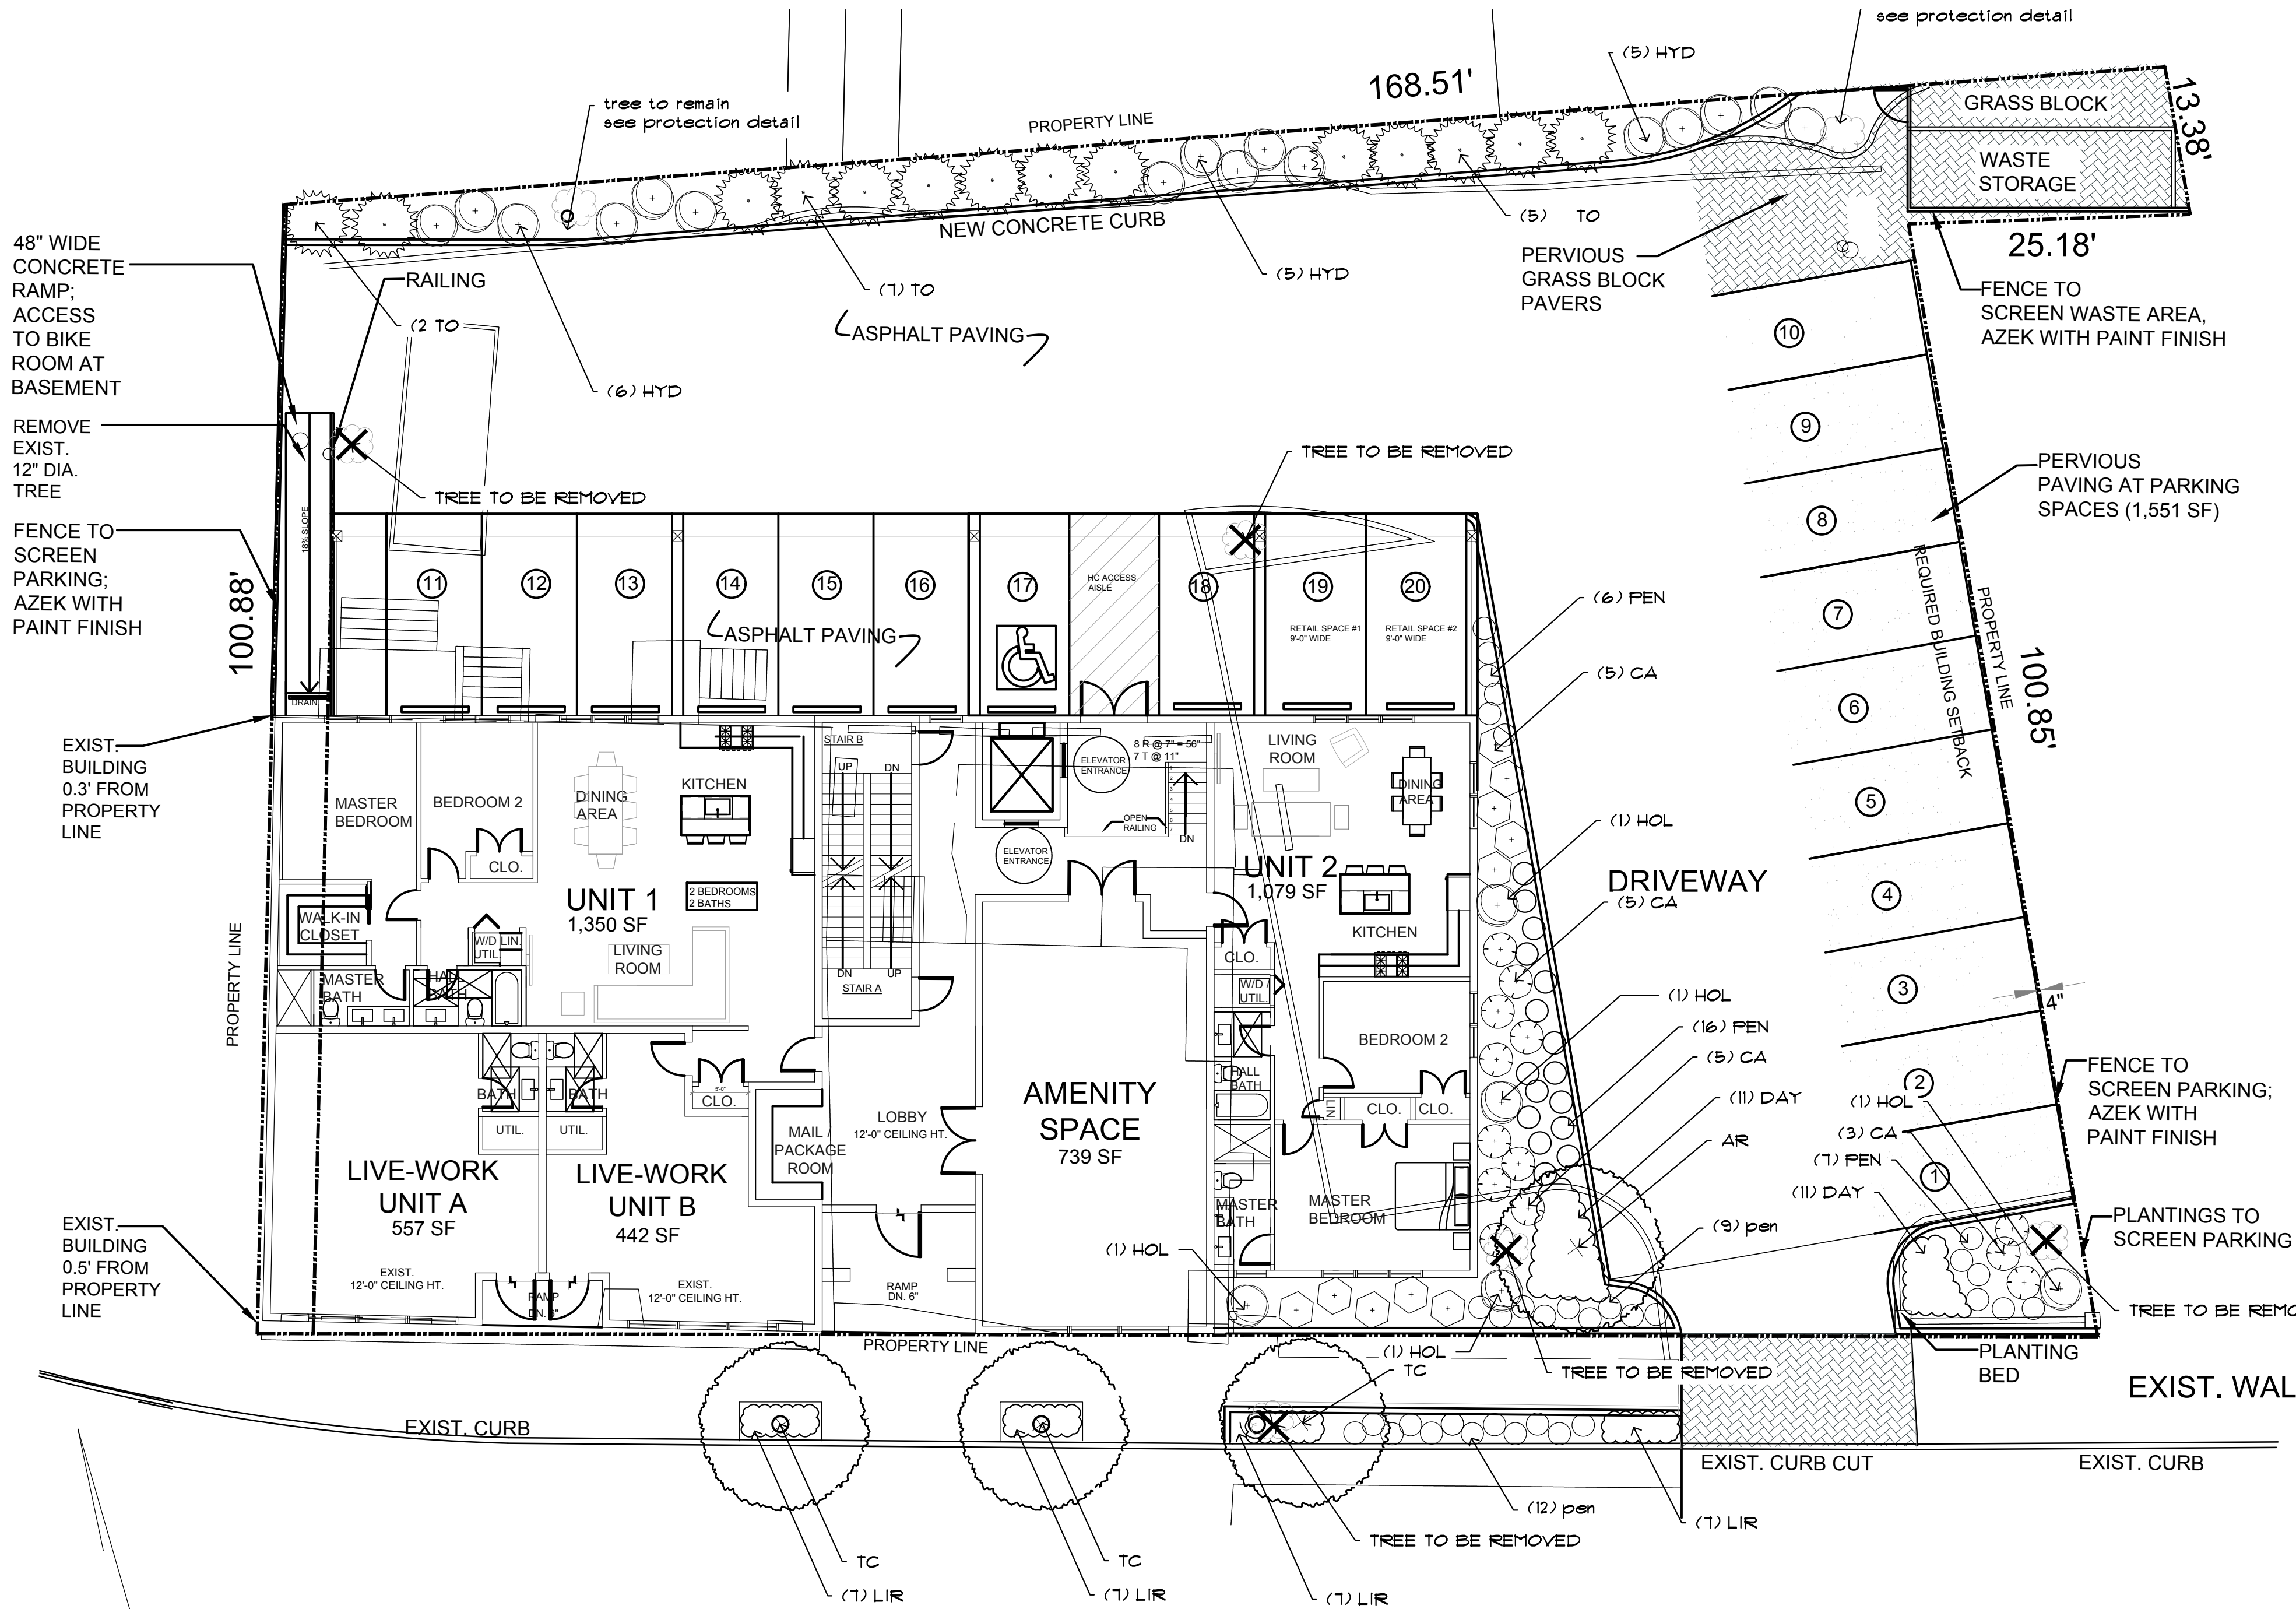 see protection detail
(5) HYD
168.51'
13.38'
tree to remain
see protection detail
PROPERTY LINE
GRASS BLOCK
WASTE
STORAGE
NEW CONCRETE CURB
(5) TO
25.18'
48" WIDE
CONCRETE
RAMP;
ACCESS
TO BIKE
ROOM AT
BASEMENT
RAILING
(7) TO
(5) HYD
PERVIOUS
GRASS BLOCK
PAVERS
FENCE TO
SCREEN WASTE AREA,
AZEK WITH PAINT FINISH
(2 TO
ASPHALT PAVING
(6) HYD
10
9
8
7
6
5
4
3
2
1
REMOVE
EXIST.
12" DIA.
TREE
TREE TO BE REMOVED
TREE TO BE REMOVED
PERVIOUS
PAVING AT PARKING
SPACES (1,551 SF)
FENCE TO
SCREEN
PARKING;
AZEK WITH
PAINT FINISH
18% SLOPE
100.88'
11
12
13
14
15
16
17
HC ACCESS
AISLE
18
19
20
RETAIL SPACE #1
9'-0" WIDE
RETAIL SPACE #2
9'-0" WIDE
ASPHALT PAVING
(6) PEN
(5) CA
REQUIRED BUILDING SETBACK
PROPERTY LINE
100.85'
DRAIN
EXIST.
BUILDING
0.3' FROM
PROPERTY
LINE
MASTER
BEDROOM
BEDROOM 2
CLO.
DINING
AREA
KITCHEN
STAIR B
UP
DN
ELEVATOR
ENTRANCE
8 R @ 7" = 56"
7 T @ 11"
OPEN
RAILING
DN
ELEVATOR
ENTRANCE
LIVING
ROOM
DINING
AREA
(1) HOL
UNIT 1
1,350 SF
2 BEDROOMS
2 BATHS
UNIT 2
1,079 SF
KITCHEN
DRIVEWAY
(5) CA
WALK-IN
CLOSET
W/D
UTIL
LIN.
LIVING
ROOM
MASTER
BATH
HALL
BATH
DN
UP
STAIR A
CLO.
W/D /
UTIL.
PROPERTY LINE
(1) HOL
4"
(16) PEN
(5) CA
BEDROOM 2
HALL
BATH
LIN
CLO.
CLO.
BATH
BATH
UTIL.
UTIL.
5'-0"
CLO.
MAIL /
PACKAGE
ROOM
LOBBY
12'-0" CEILING HT.
AMENITY
SPACE
739 SF
FENCE TO
SCREEN PARKING;
AZEK WITH
PAINT FINISH
(11) DAY
AR
(1) HOL
(3) CA
(7) PEN
(11) DAY
LIVE-WORK
UNIT A
557 SF
LIVE-WORK
UNIT B
442 SF
MASTER
BATH
MASTER
BEDROOM
(9) pen
PLANTINGS TO
SCREEN PARKING
EXIST.
BUILDING
0.5' FROM
PROPERTY
LINE
EXIST.
12'-0" CEILING HT.
RAMP
DN. 6"
EXIST.
12'-0" CEILING HT.
RAMP
DN. 6"
(1) HOL
TREE TO BE REMO
PROPERTY LINE
(1) HOL
TREE TO BE REMOVED
TC
PLANTING
BED
EXIST. WAL
EXIST. CURB
EXIST. CURB CUT
EXIST. CURB
(12) pen
(7) LIR
TREE TO BE REMOVED
TC
(7) LIR
TC
(7) LIR
(7) LIR